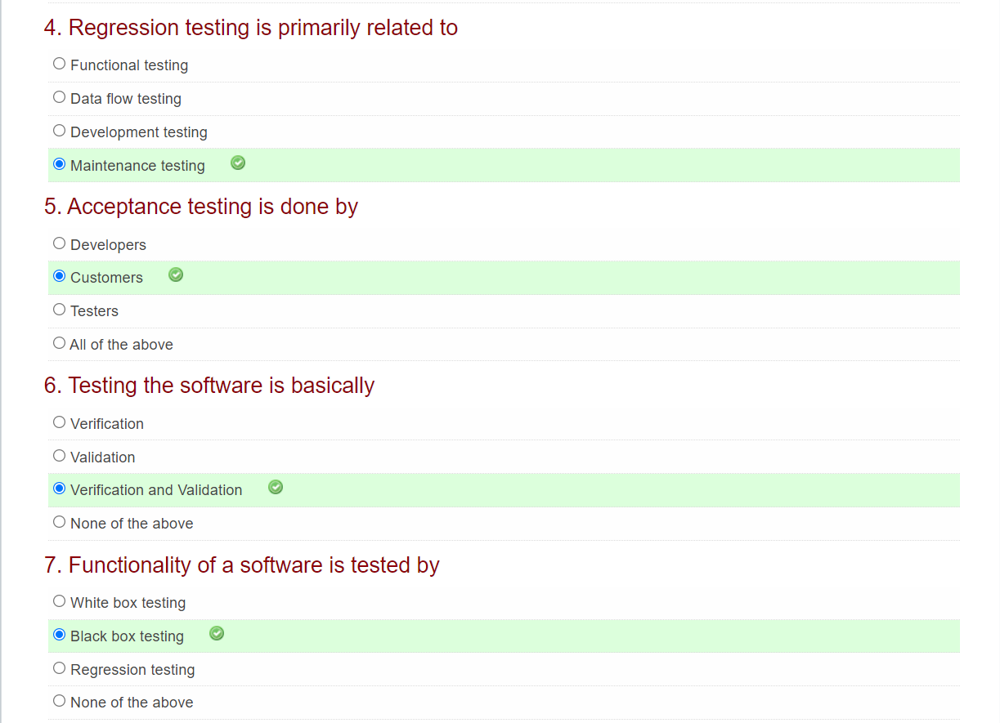 4. Regression testing is primarily related to
Functional testing
Data flow testing
Development testing
Maintenance testing
5. Acceptance testing is done by
Developers
Customers
Testers
All of the above
6. Testing the software is basically
Verification
Validation
Verification and Validation
None of the above
7. Functionality of a software is tested by
White box testing
Black box testing
Regression testing
None of the above